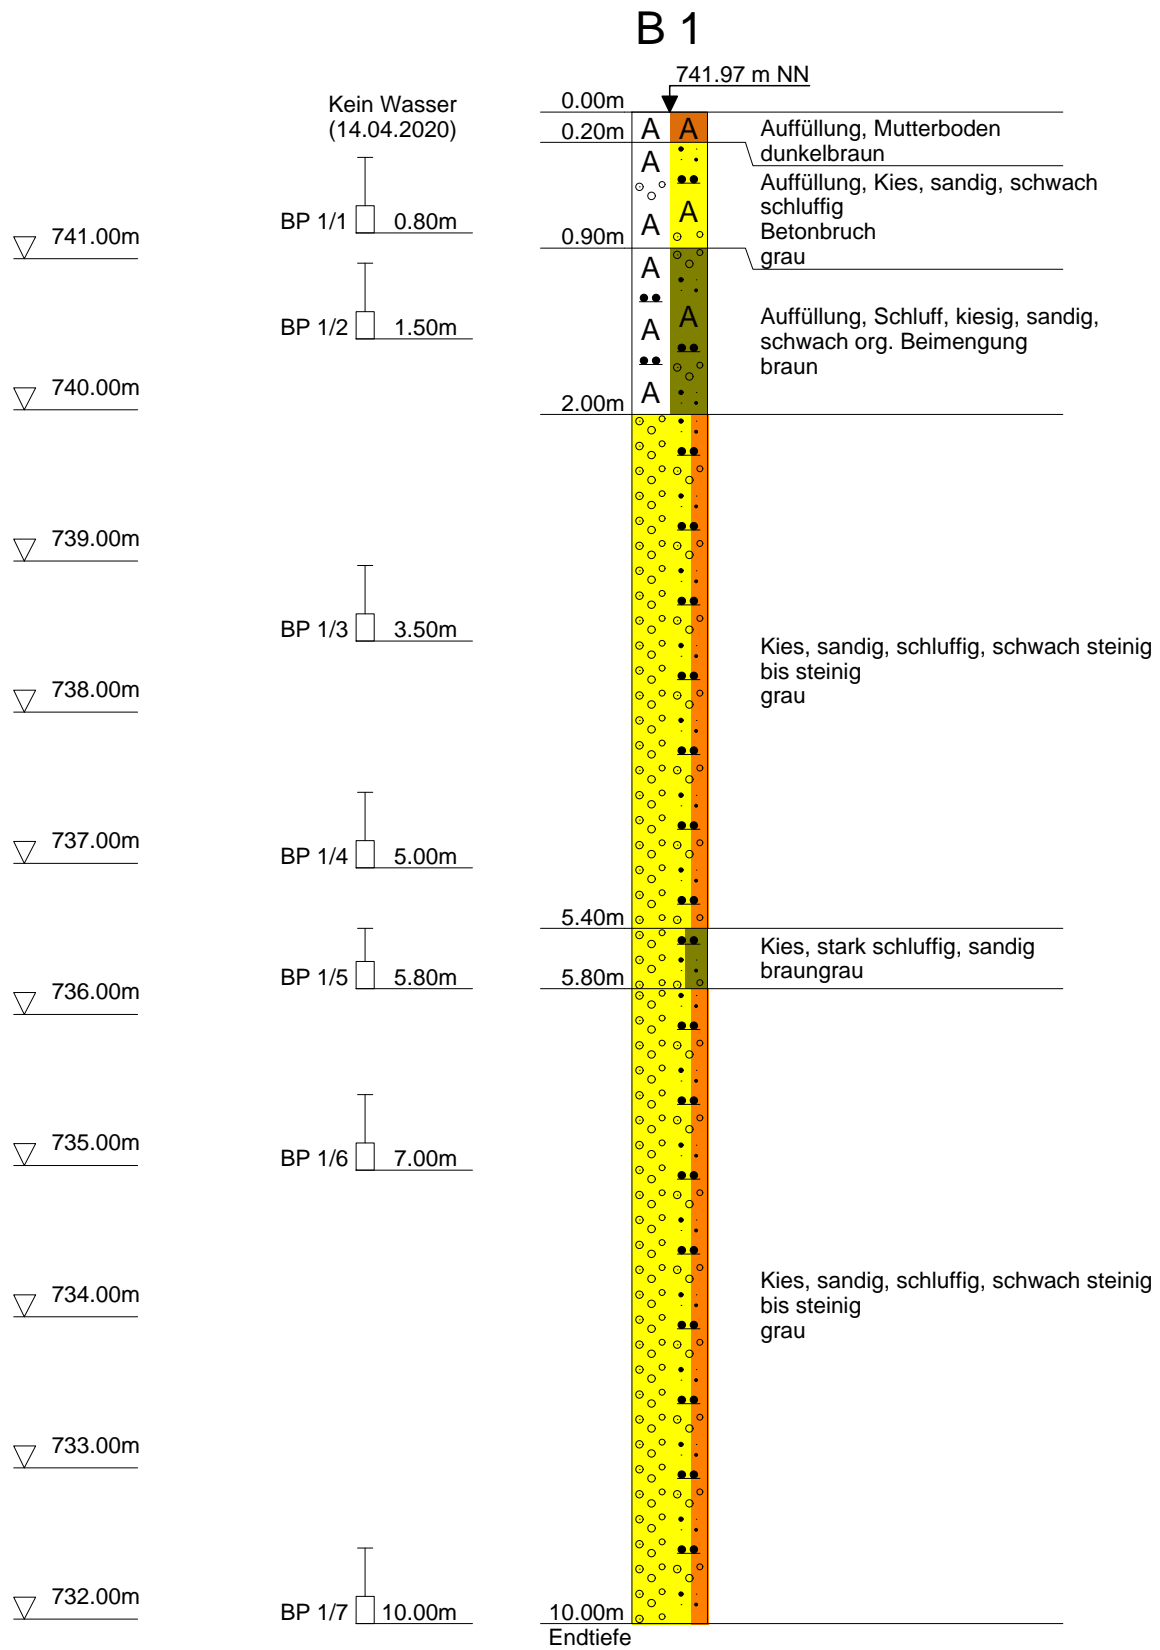 B 1
741.97 m NN
Kein Wasser
(14.04.2020)
0.00m
0.20m
A A
Auffüllung, Mutterboden
dunkelbraun
A
Auffüllung, Kies, sandig, schwach
schluffig
Betonbruch
grau
BP 1/1 0.80m
A
A
741.00m
0.90m
A
BP 1/2 1.50m
A
A
Auffüllung, Schluff, kiesig, sandig,
schwach org. Beimengung
braun
740.00m
A
2.00m
739.00m
BP 1/3 3.50m
Kies, sandig, schluffig, schwach steinig
bis steinig
grau
738.00m
737.00m
BP 1/4 5.00m
5.40m
Kies, stark schluffig, sandig
braungrau
BP 1/5 5.80m
5.80m
736.00m
735.00m
BP 1/6 7.00m
734.00m
Kies, sandig, schluffig, schwach steinig
bis steinig
grau
733.00m
732.00m
BP 1/7 10.00m
10.00m
Endtiefe